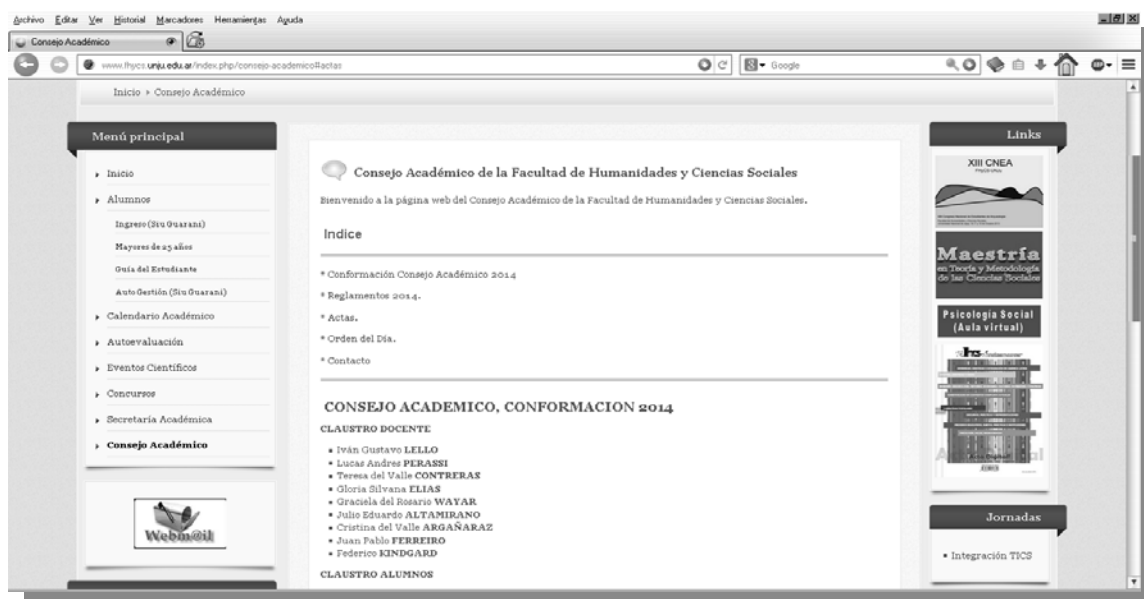 Archivo Editar Ver Historial Marcadores Herramientas Ayuda
Consejo Académico
www.fhycs.unju.edu.ar/index.php/consejo-academico#actas
Google
Inicio › Consejo Académico
Menú principal
Inicio
Alumnos
Ingreso (Siu Guarani)
Mayores de 25 años
Guía del Estudiante
Auto Gestión (Siu Guarani)
Calendario Académico
Autoevaluación
Eventos Científicos
Concursos
Secretaría Académica
Consejo Académico
Webm@il
Consejo Académico de la Facultad de Humanidades y Ciencias Sociales
Bienvenido a la página web del Consejo Académico de la Facultad de Humanidades y Ciencias Sociales.
Indice
* Conformación Consejo Académico 2014
* Reglamentos 2014.
* Actas.
* Orden del Día.
* Contacto
CONSEJO ACADEMICO, CONFORMACION 2014
CLAUSTRO DOCENTE
Iván Gustavo LELLO
Lucas Andres PERASSI
Teresa del Valle CONTRERAS
Gloria Silvana ELIAS
Graciela del Rosario WAYAR
Julio Eduardo ALTAMIRANO
Cristina del Valle ARGAÑARAZ
Juan Pablo FERREIRO
Federico KINDGARD
CLAUSTRO ALUMNOS
Links
XIII CNEA
Maestría
en Teoría y Metodología
de las Ciencias Sociales
Psicología Social
(Aula virtual)
Jornadas
Integración TICS